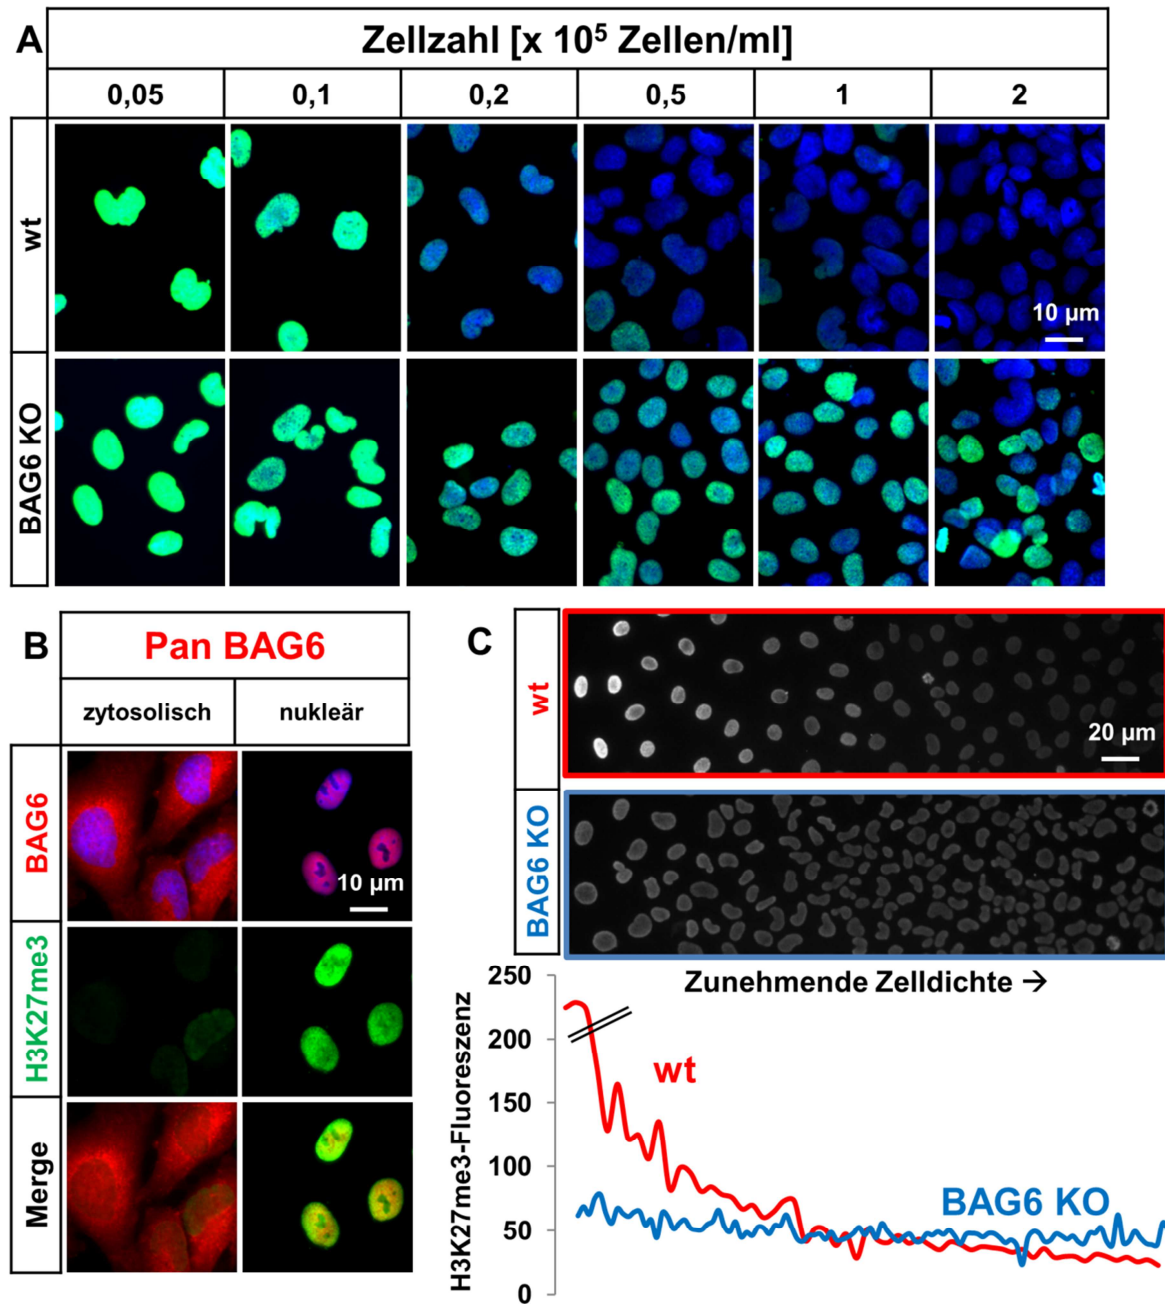 A
Zellzahl [x 10⁵ Zellen/ml]
0,05 0,1 0,2 0,5 1 2
wt
10 µm
BAG6 KO
B
Pan BAG6
zytosolisch nukleär
BAG6
10 µm
H3K27me3
Merge
C
wt
20 µm
BAG6 KO
Zunehmende Zelldichte →
H3K27me3-Fluoreszenz
250
200
150
100
50
0
wt
BAG6 KO